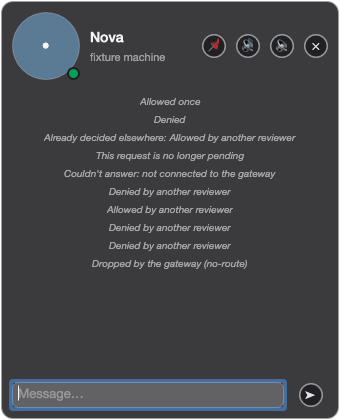 Nova
fixture machine
Allowed once
Denied
Already decided elsewhere: Allowed by another reviewer
This request is no longer pending
Couldn't answer: not connected to the gateway
Denied by another reviewer
Allowed by another reviewer
Denied by another reviewer
Denied by another reviewer
Dropped by the gateway (no-route)
Message…